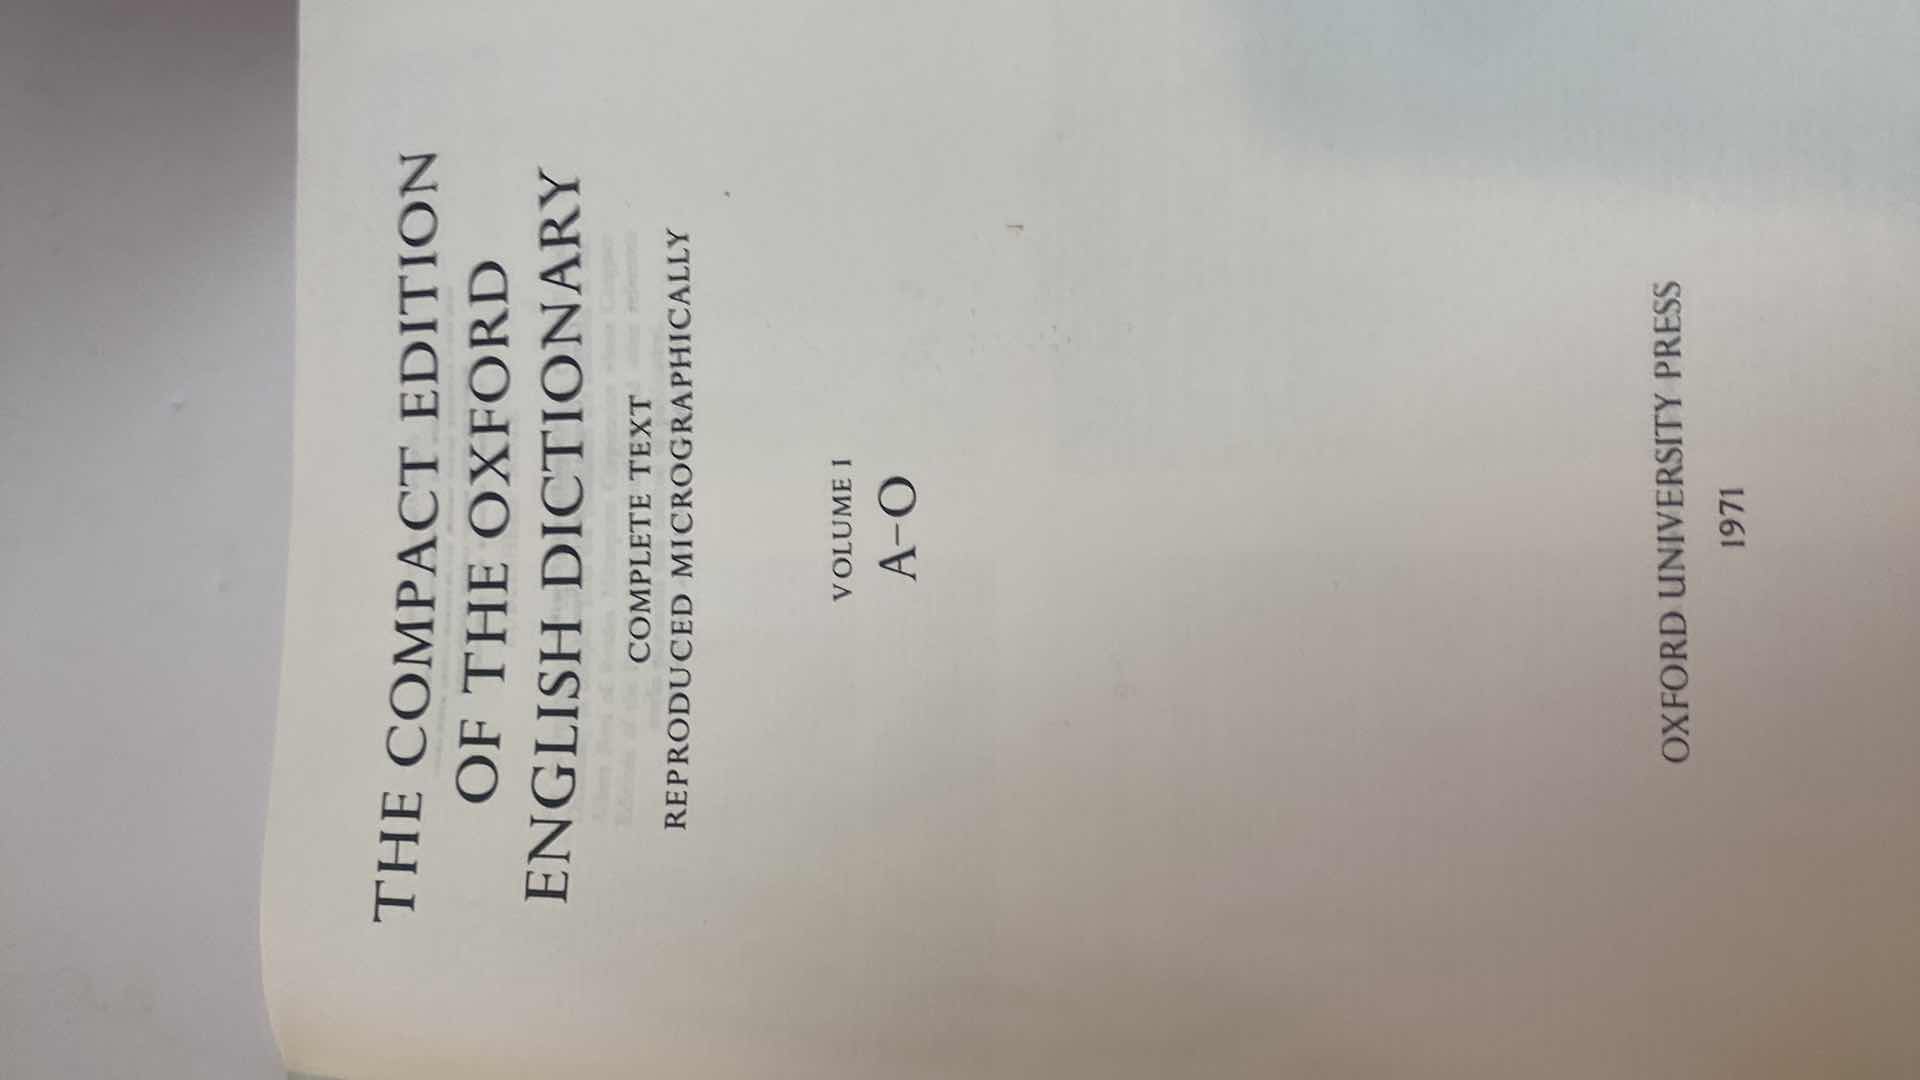 THE COMPACT EDITION
OF THE OXFORD
ENGLISH DICTIONARY
COMPLETE TEXT
REPRODUCED MICROGRAPHICALLY
VOLUME I
A–O
OXFORD UNIVERSITY PRESS
1971